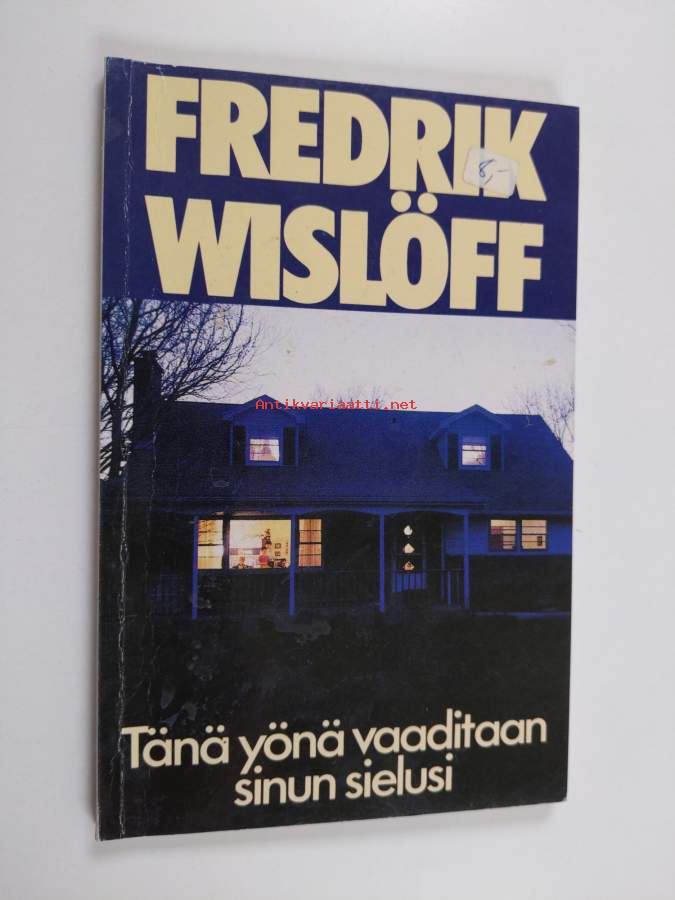 FREDRIK
8,-
WISLÖFF
Antikvariaatti.net
Tänä yönä vaaditaan
sinun sielusi